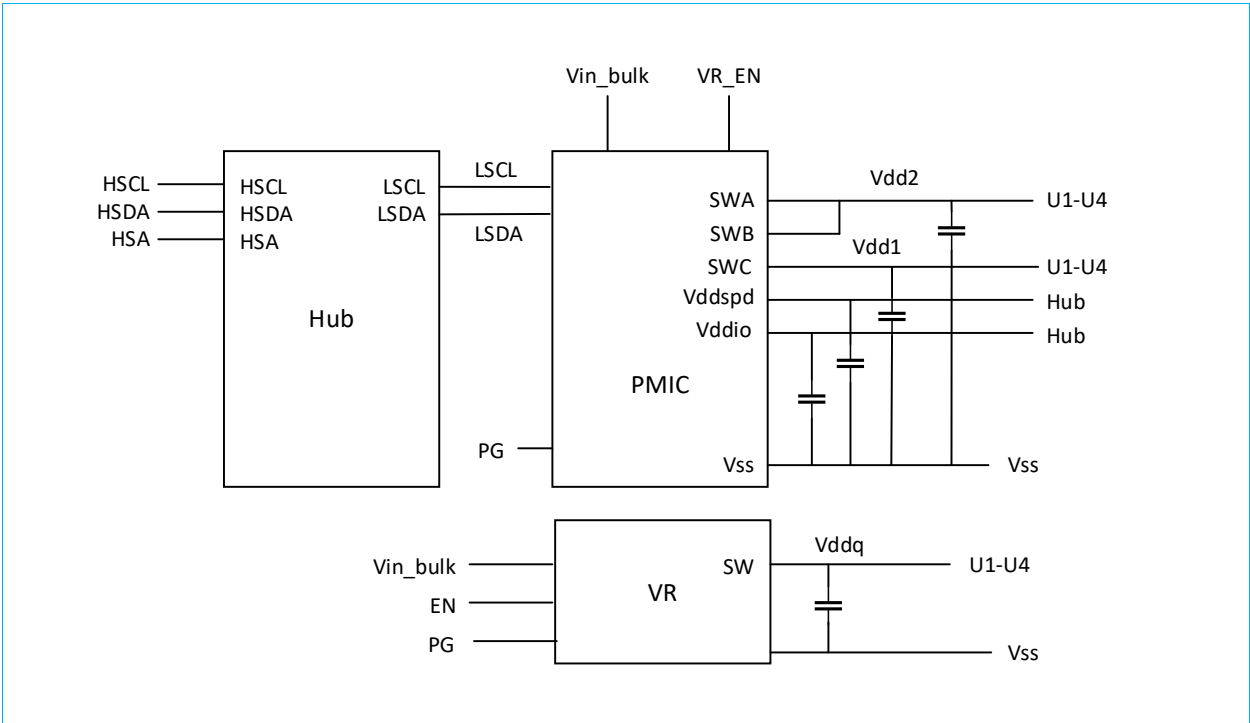 Vin_bulk VR_EN
HSCL HSCL LSCL LSCL
HSDA HSDA LSDA LSDA
HSA HSA
Hub
SWA Vdd2 U1-U4
SWB
SWC Vdd1 U1-U4
Vddspd Hub
Vddio Hub
PMIC
PG
Vss Vss
Vin_bulk SW Vddq U1-U4
EN
VR
PG
Vss